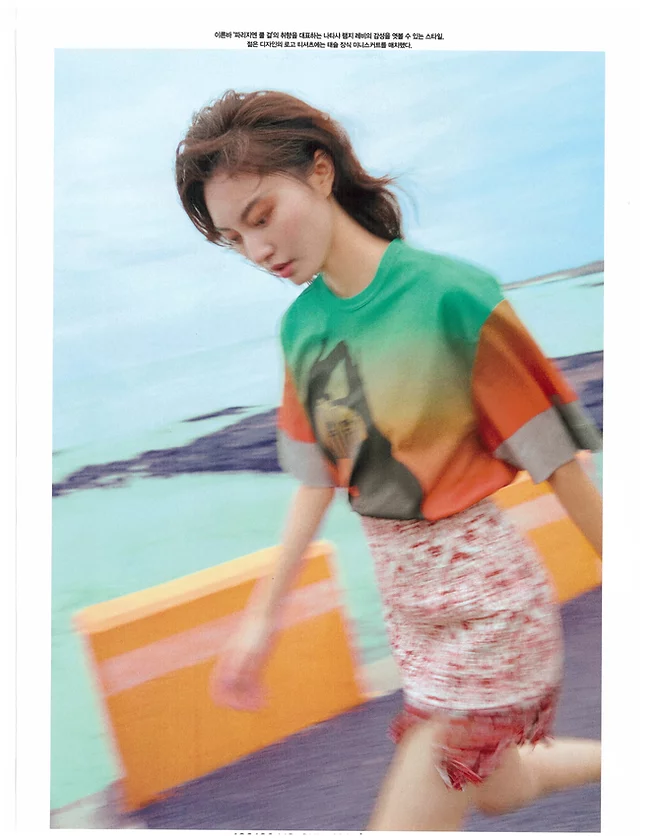 이른바 '파리지엔 쿨 걸'의 취향을 대표하는 나타샤 램지 레비의 감성을 엿볼 수 있는 스타일.
젊은 디자인의 로고 티셔츠에는 태슬 장식 미니스커트를 매치했다.